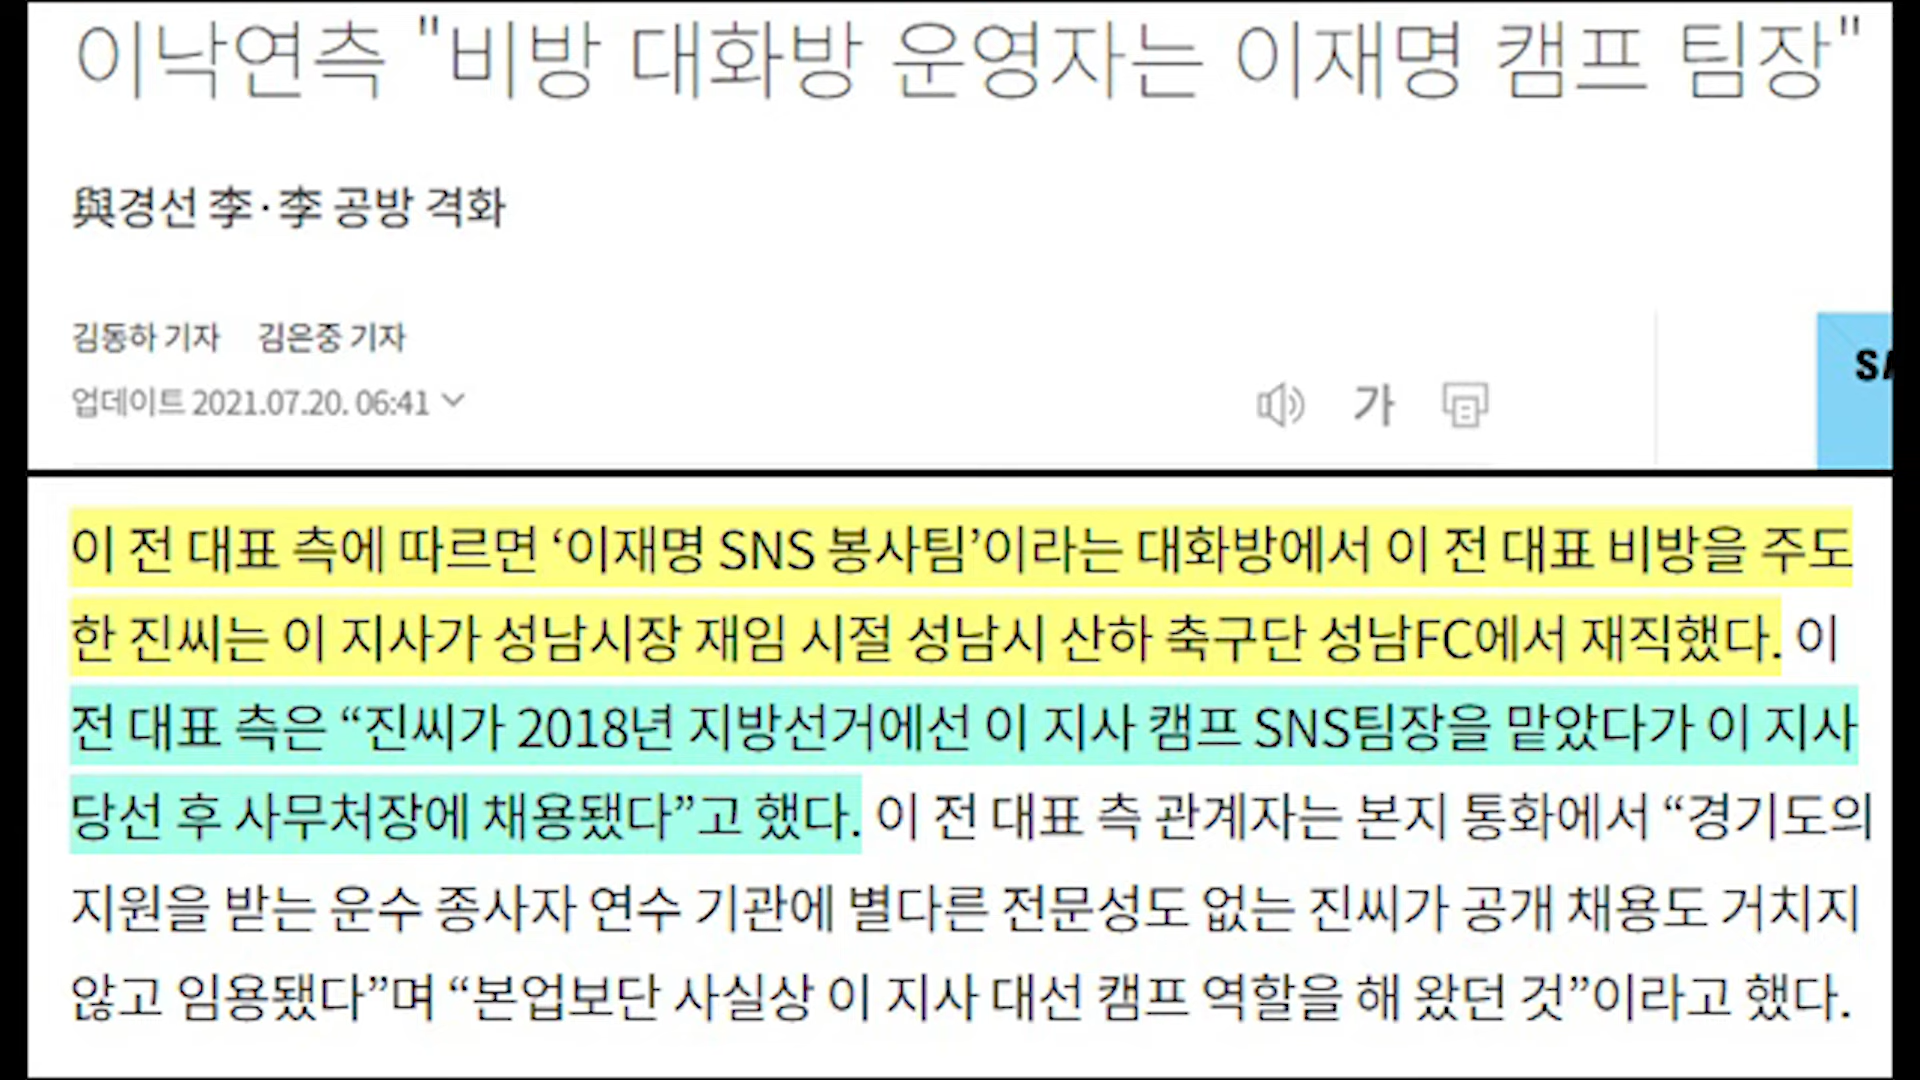 이낙연측 "비방 대화방 운영자는 이재명 캠프 팀장"
與경선 李·李 공방 격화
김동하 기자 김은중 기자
업데이트 2021.07.20. 06:41
가
이 전 대표 측에 따르면 ‘이재명 SNS 봉사팀’이라는 대화방에서 이 전 대표 비방을 주도
한 진씨는 이 지사가 성남시장 재임 시절 성남시 산하 축구단 성남FC에서 재직했다. 이
전 대표 측은 “진씨가 2018년 지방선거에선 이 지사 캠프 SNS팀장을 맡았다가 이 지사
당선 후 사무처장에 채용됐다”고 했다. 이 전 대표 측 관계자는 본지 통화에서 “경기도의
지원을 받는 운수 종사자 연수 기관에 별다른 전문성도 없는 진씨가 공개 채용도 거치지
않고 임용됐다”며 “본업보단 사실상 이 지사 대선 캠프 역할을 해 왔던 것”이라고 했다.